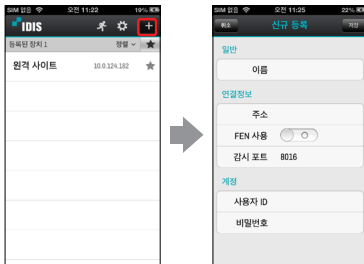 SIM 없음 오전 11:22 19%
IDIS
등록된 장치 1 정렬
원격 사이트 10.0.124.182
SIM 없음 오전 11:25 22%
취소 신규 등록 저장
일반
이름
연결정보
주소
FEN 사용
감시 포트 8016
계정
사용자 ID
비밀번호